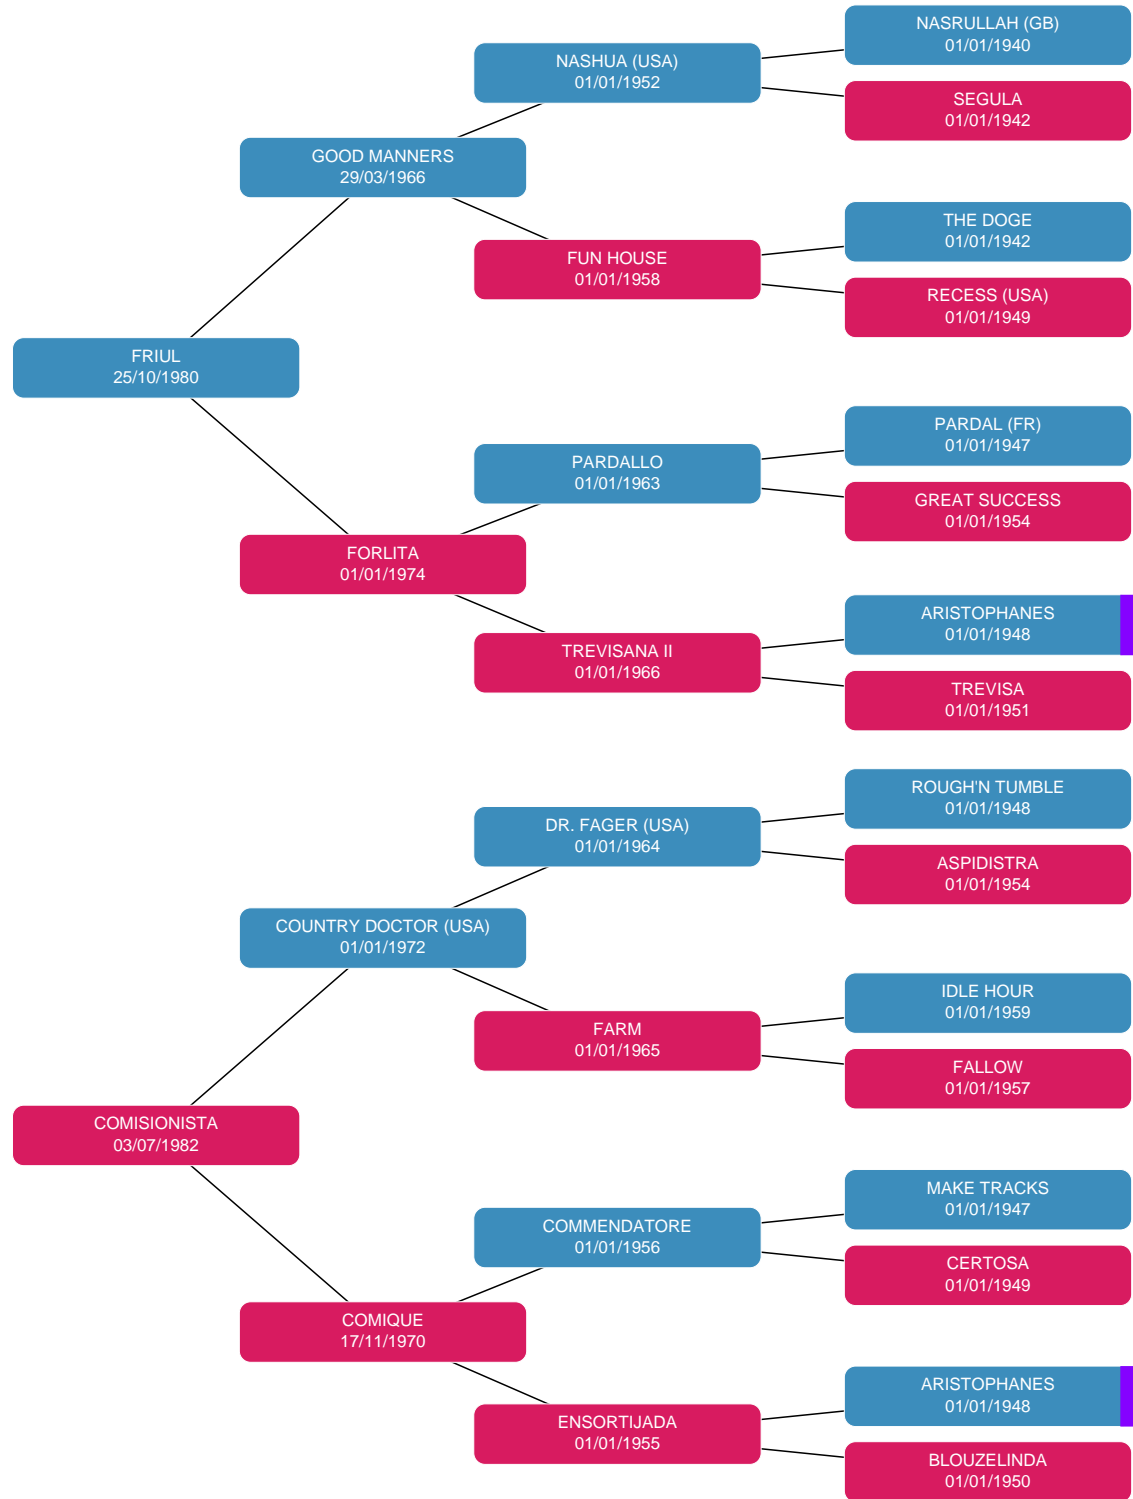 NASRULLAH (GB)
01/01/1940
NASHUA (USA)
01/01/1952
SEGULA
01/01/1942
GOOD MANNERS
29/03/1966
THE DOGE
01/01/1942
FUN HOUSE
01/01/1958
RECESS (USA)
01/01/1949
FRIUL
25/10/1980
PARDAL (FR)
01/01/1947
PARDALLO
01/01/1963
GREAT SUCCESS
01/01/1954
FORLITA
01/01/1974
ARISTOPHANES
01/01/1948
TREVISANA II
01/01/1966
TREVISA
01/01/1951
ROUGH'N TUMBLE
01/01/1948
DR. FAGER (USA)
01/01/1964
ASPIDISTRA
01/01/1954
COUNTRY DOCTOR (USA)
01/01/1972
IDLE HOUR
01/01/1959
FARM
01/01/1965
FALLOW
01/01/1957
COMISIONISTA
03/07/1982
MAKE TRACKS
01/01/1947
COMMENDATORE
01/01/1956
CERTOSA
01/01/1949
COMIQUE
17/11/1970
ARISTOPHANES
01/01/1948
ENSORTIJADA
01/01/1955
BLOUZELINDA
01/01/1950